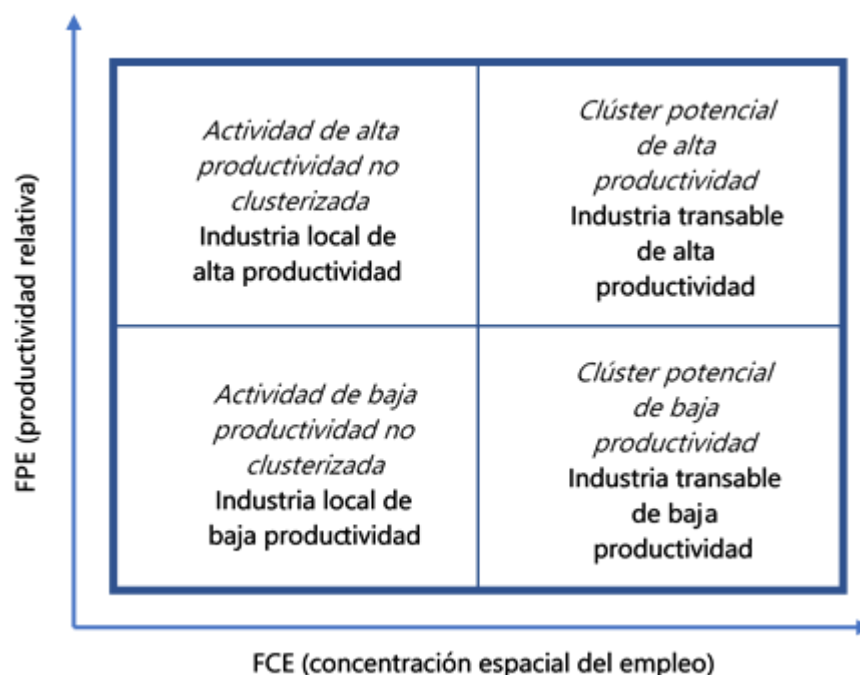 FPE (productividad relativa)
Actividad de alta
productividad no
clusterizada
Industria local de
alta productividad
Clúster potencial
de alta
productividad
Industria transable
de alta
productividad
Actividad de baja
productividad no
clusterizada
Industria local de
baja productividad
Clúster potencial
de baja
productividad
Industria transable
de baja
productividad
FCE (concentración espacial del empleo)